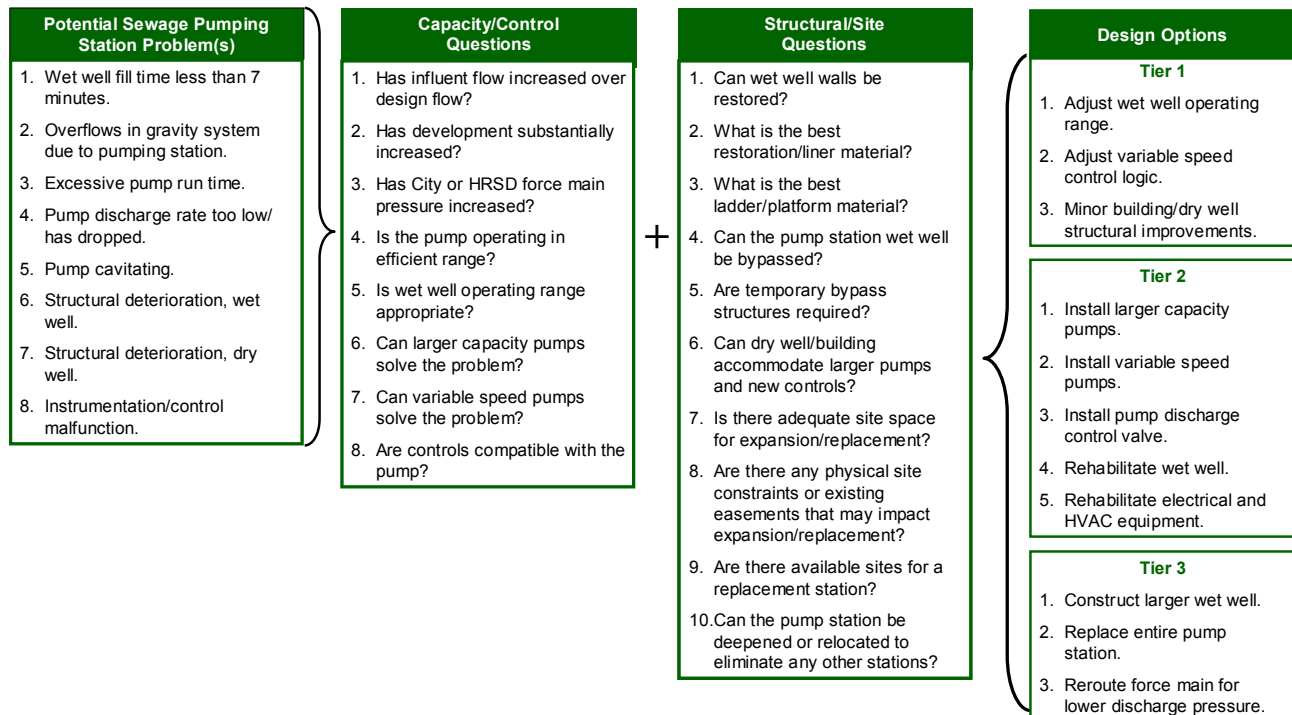 Potential Sewage Pumping
Station Problem(s)
1. Wet well fill time less than 7
minutes.
2. Overflows in gravity system
due to pumping station.
3. Excessive pump run time.
4. Pump discharge rate too low/
has dropped.
5. Pump cavitating.
6. Structural deterioration, wet
well.
7. Structural deterioration, dry
well.
8. Instrumentation/control
malfunction.
Capacity/Control
Questions
1. Has influent flow increased over
design flow?
2. Has development substantially
increased?
3. Has City or HRSD force main
pressure increased?
4. Is the pump operating in
efficient range?
5. Is wet well operating range
appropriate?
6. Can larger capacity pumps
solve the problem?
7. Can variable speed pumps
solve the problem?
8. Are controls compatible with the
pump?
+
Structural/Site
Questions
1. Can wet well walls be
restored?
2. What is the best
restoration/liner material?
3. What is the best
ladder/platform material?
4. Can the pump station wet well
be bypassed?
5. Are temporary bypass
structures required?
6. Can dry well/building
accommodate larger pumps
and new controls?
7. Is there adequate site space
for expansion/replacement?
8. Are there any physical site
constraints or existing
easements that may impact
expansion/replacement?
9. Are there available sites for a
replacement station?
10.Can the pump station be
deepened or relocated to
eliminate any other stations?
Design Options
Tier 1
1. Adjust wet well operating
range.
2. Adjust variable speed
control logic.
3. Minor building/dry well
structural improvements.
Tier 2
1. Install larger capacity
pumps.
2. Install variable speed
pumps.
3. Install pump discharge
control valve.
4. Rehabilitate wet well.
5. Rehabilitate electrical and
HVAC equipment.
Tier 3
1. Construct larger wet well.
2. Replace entire pump
station.
3. Reroute force main for
lower discharge pressure.